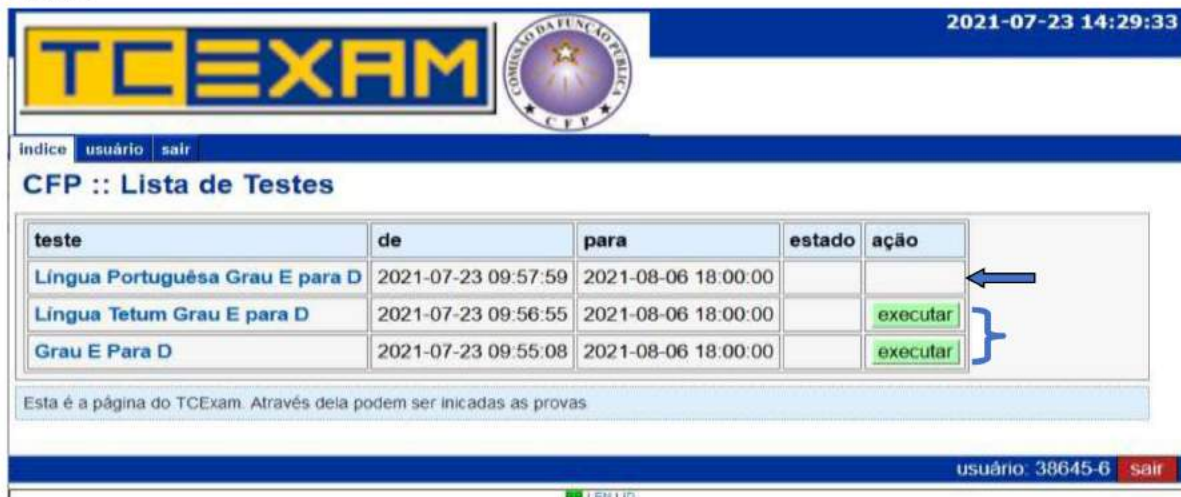 2021-07-23 14:29:33
TCEXAM
COMISSÃO DA FUNÇÃO PÚBLICA
C F P
índice usuário sair
CFP :: Lista de Testes
teste de para estado ação
Língua Portuguêsa Grau E para D 2021-07-23 09:57:59 2021-08-06 18:00:00
Língua Tetum Grau E para D 2021-07-23 09:56:55 2021-08-06 18:00:00 executar
Grau E Para D 2021-07-23 09:55:08 2021-08-06 18:00:00 executar
Esta é a página do TCExam. Através dela podem ser inicadas as provas
usuário: 38645-6 sair